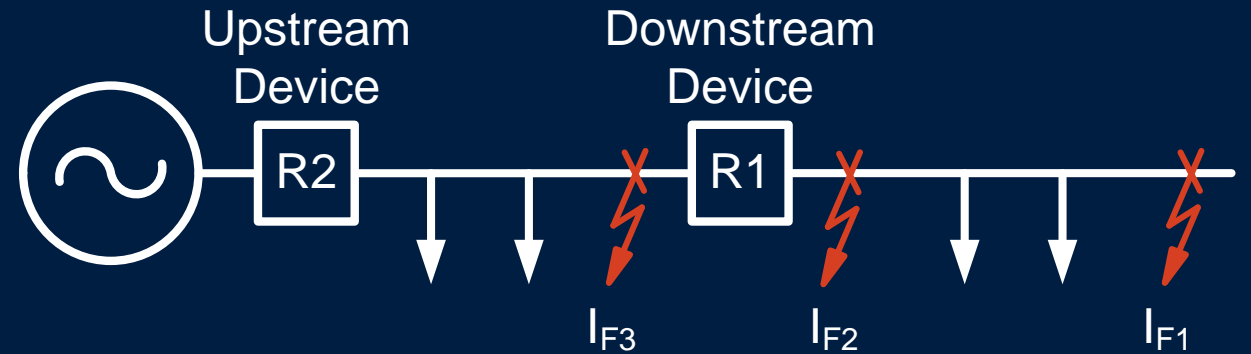 Upstream
Device
Downstream
Device
R2
R1
IF3
IF2
IF1